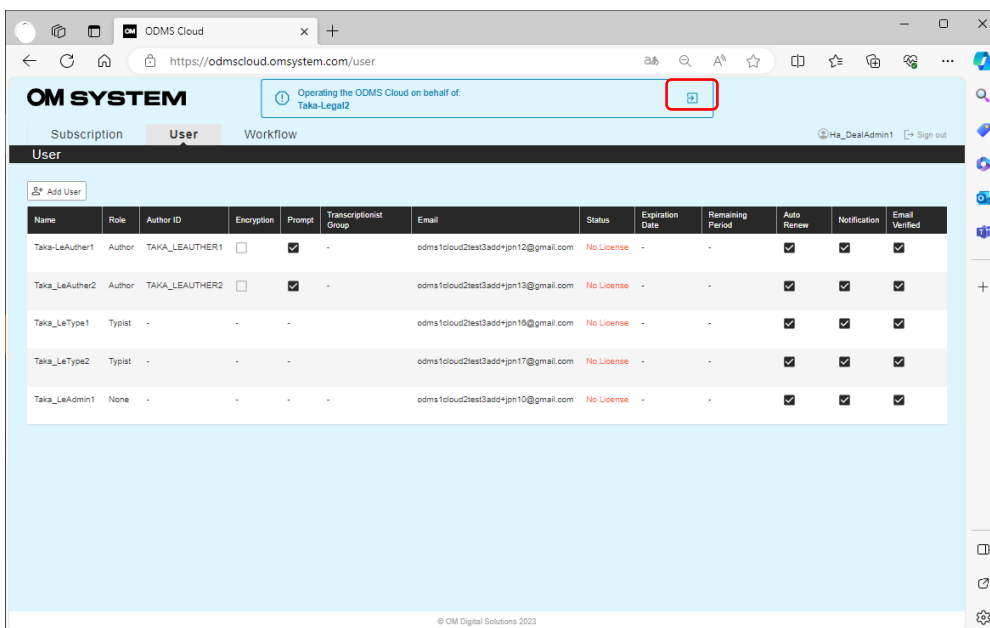 OM ODMS Cloud
https://odmscloud.omsystem.com/user
OM SYSTEM
Operating the ODMS Cloud on behalf of:
Taka-Legal2
Subscription User Workflow
Ha_DealAdmin1 Sign out
User
Add User
Name Role Author ID Encryption Prompt Transcriptionist Group Email Status Expiration Date Remaining Period Auto Renew Notification Email Verified
Taka-LeAuther1 Author TAKA_LEAUTHER1 - odms1cloud2test3add+jpn12@gmail.com No License - -
Taka_LeAuther2 Author TAKA_LEAUTHER2 - odms1cloud2test3add+jpn13@gmail.com No License - -
Taka_LeType1 Typist - - - odms1cloud2test3add+jpn16@gmail.com No License - -
Taka_LeType2 Typist - - - odms1cloud2test3add+jpn17@gmail.com No License - -
Taka_LeAdmin1 None - - - - odms1cloud2test3add+jpn10@gmail.com No License - -
© OM Digital Solutions 2023